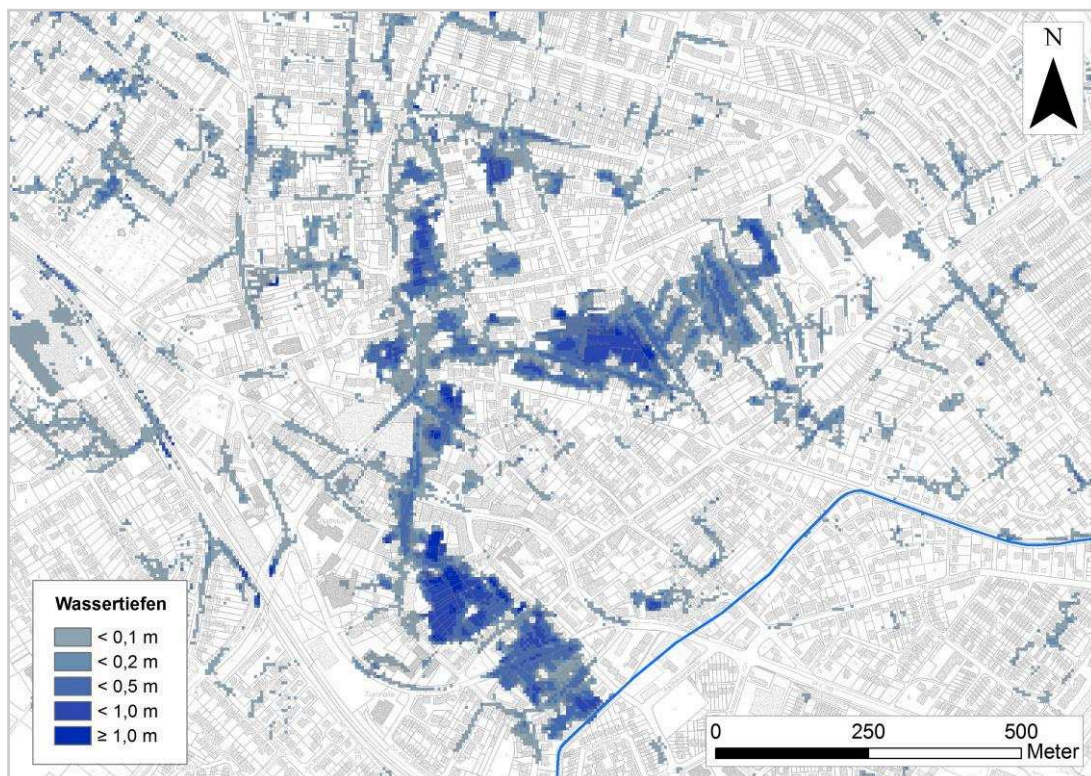 N
Wassertiefen
< 0,1 m
< 0,2 m
< 0,5 m
< 1,0 m
≥ 1,0 m
0 250 500
Meter